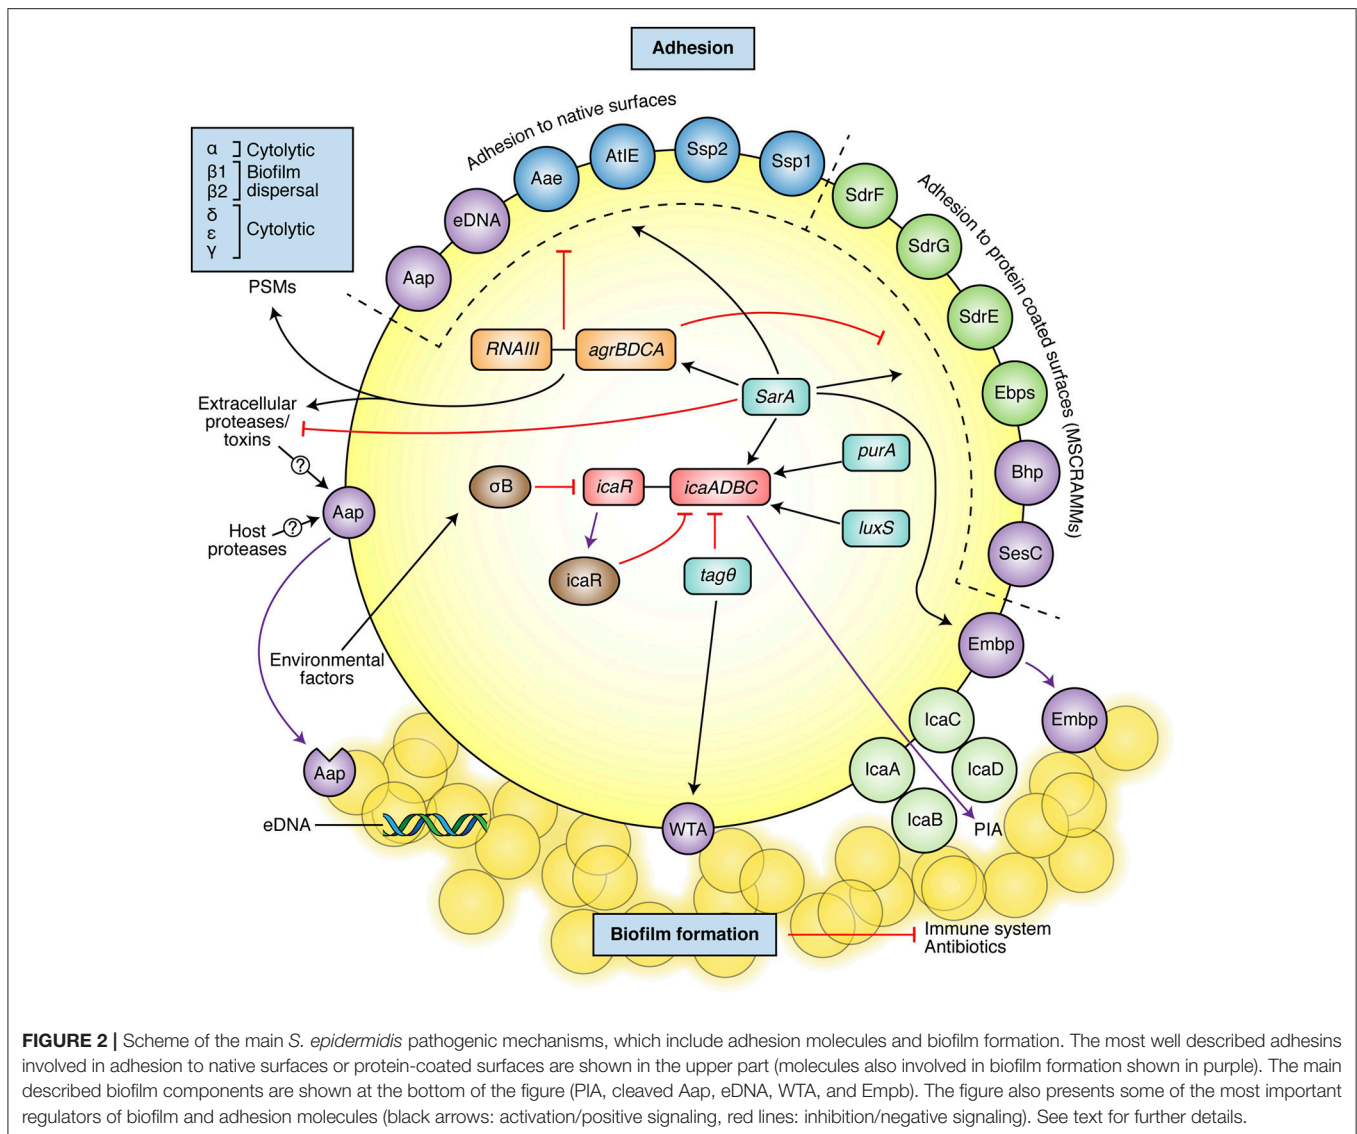 Adhesion
Adhesion to native surfaces
Adhesion to protein coated surfaces (MSCRAMMs)
α Cytolytic
β1 Biofilm
β2 dispersal
δ
ε Cytolytic
γ
PSMs
Aap
eDNA
Aae
AtlE
Ssp2
Ssp1
SdrF
SdrG
SdrE
Ebps
Bhp
SesC
RNAIII
agrBDCA
SarA
Extracellular
proteases/
toxins
?
Aap
Host
proteases
?
σB
icaR
icaADBC
purA
luxS
icaR
tagθ
Environmental
factors
Embp
Embp
IcaC
IcaA
IcaD
IcaB
PIA
Aap
eDNA
WTA
Biofilm formation
Immune system
Antibiotics
FIGURE 2 | Scheme of the main S. epidermidis pathogenic mechanisms, which include adhesion molecules and biofilm formation. The most well described adhesins
involved in adhesion to native surfaces or protein-coated surfaces are shown in the upper part (molecules also involved in biofilm formation shown in purple). The main
described biofilm components are shown at the bottom of the figure (PIA, cleaved Aap, eDNA, WTA, and Empb). The figure also presents some of the most important
regulators of biofilm and adhesion molecules (black arrows: activation/positive signaling, red lines: inhibition/negative signaling). See text for further details.